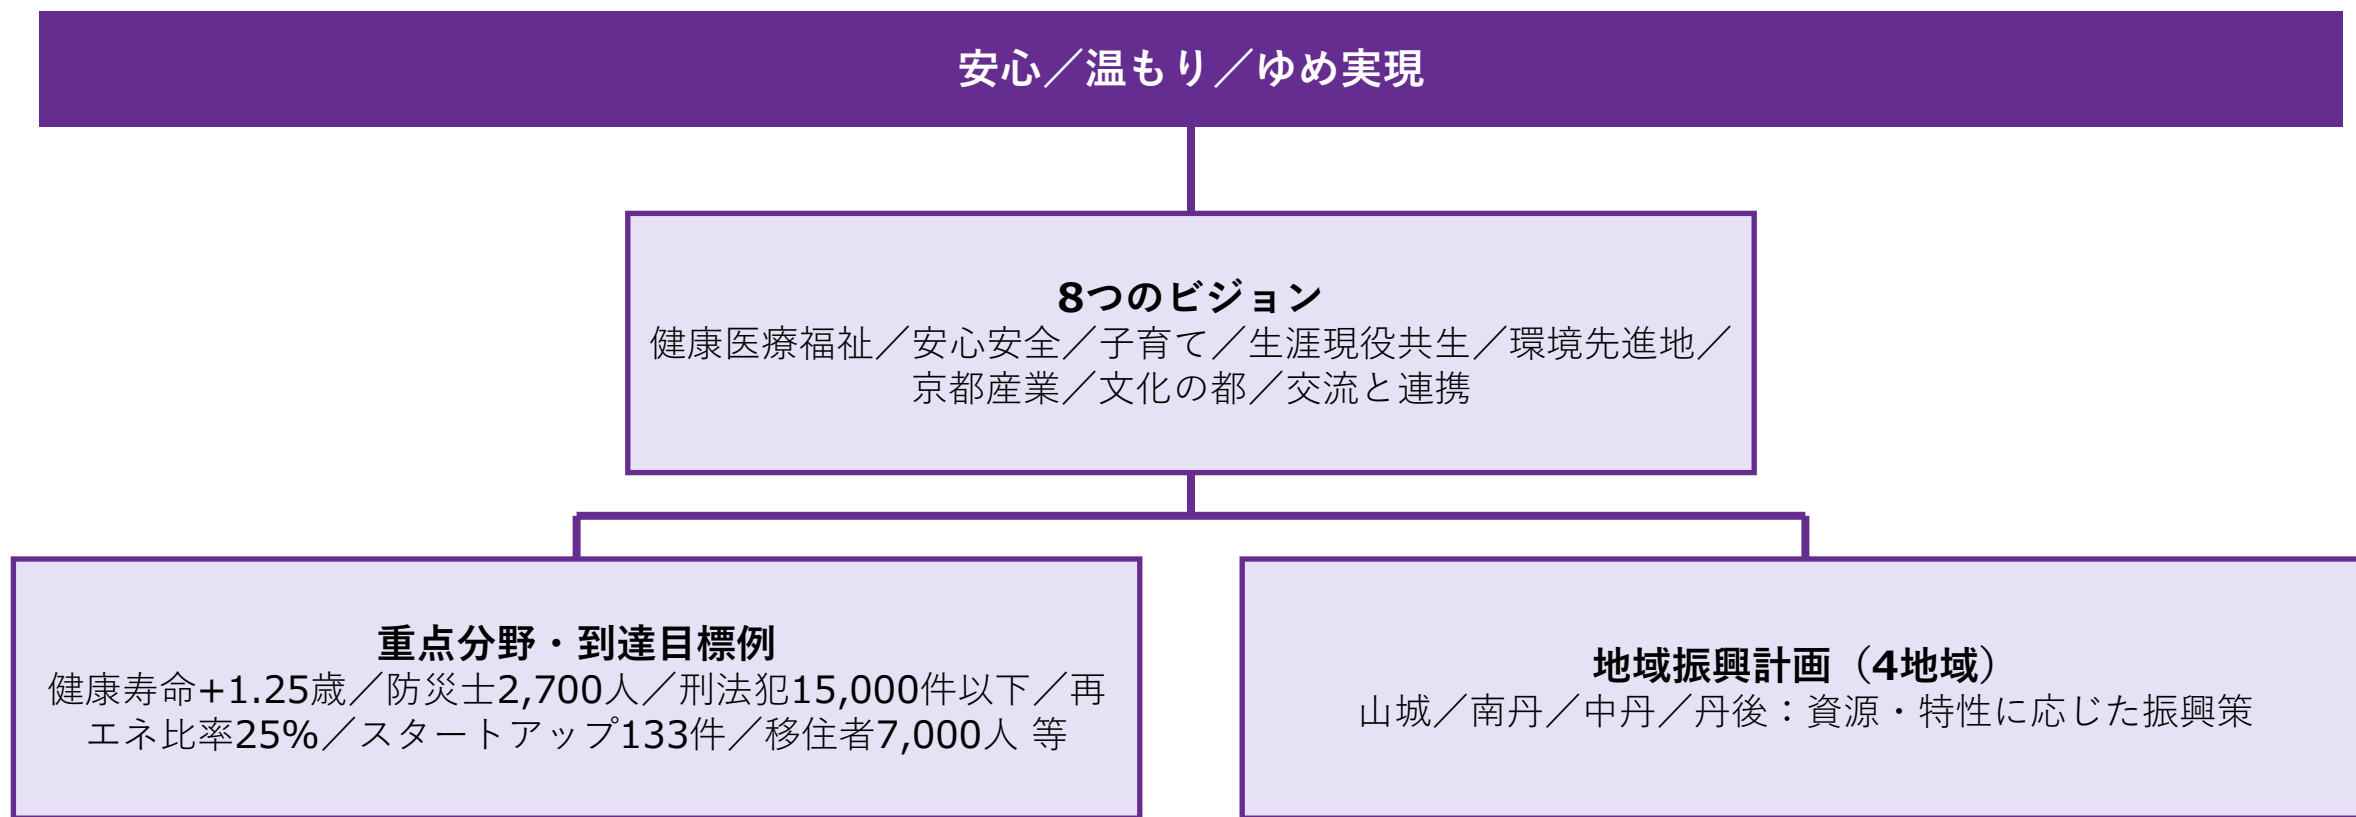 安心／温もり／ゆめ実現
8つのビジョン
健康医療福祉／安心安全／子育て／生涯現役共生／環境先進地／
京都産業／文化の都／交流と連携
重点分野・到達目標例
健康寿命+1.25歳／防災士2,700人／刑法犯15,000件以下／再
エネ比率25%／スタートアップ133件／移住者7,000人 等
地域振興計画（4地域）
山城／南丹／中丹／丹後：資源・特性に応じた振興策